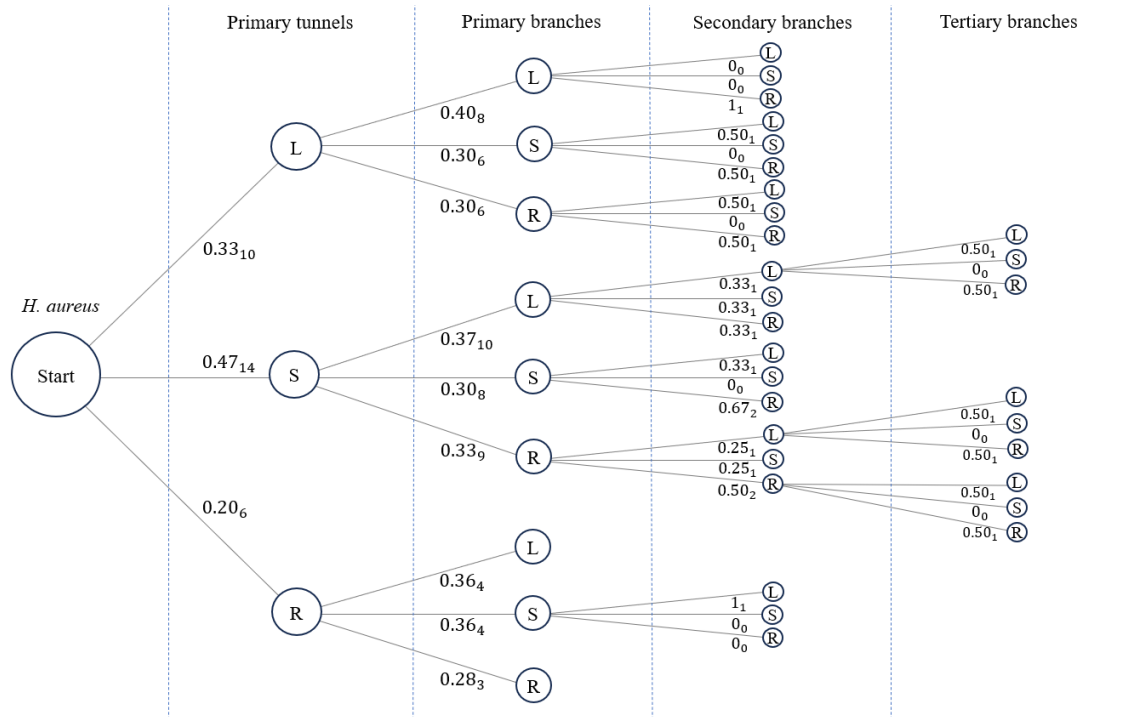 Primary tunnels Primary branches Secondary branches Tertiary branches
L
0₀
S
0₀
R
1₁
L
0.40₈
L
0.50₁
S
0₀
R
0.50₁
S
0.30₆
L
0.50₁
S
0₀
R
0.50₁
R
0.30₆
L
0.33₁₀
H. aureus
Start
L
0.50₁
S
0₀
R
0.50₁
L
0.33₁
S
0.33₁
R
0.33₁
L
0.37₁₀
L
0.33₁
S
0₀
R
0.67₂
S
0.30₈
S
0.47₁₄
L
0.50₁
S
0₀
R
0.50₁
L
0.25₁
S
0.25₁
R
0.50₂
R
0.33₉
L
0.50₁
S
0₀
R
0.50₁
0.20₆
R
L
0.36₄
L
1₁
S
0₀
R
0₀
S
0.36₄
R
0.28₃